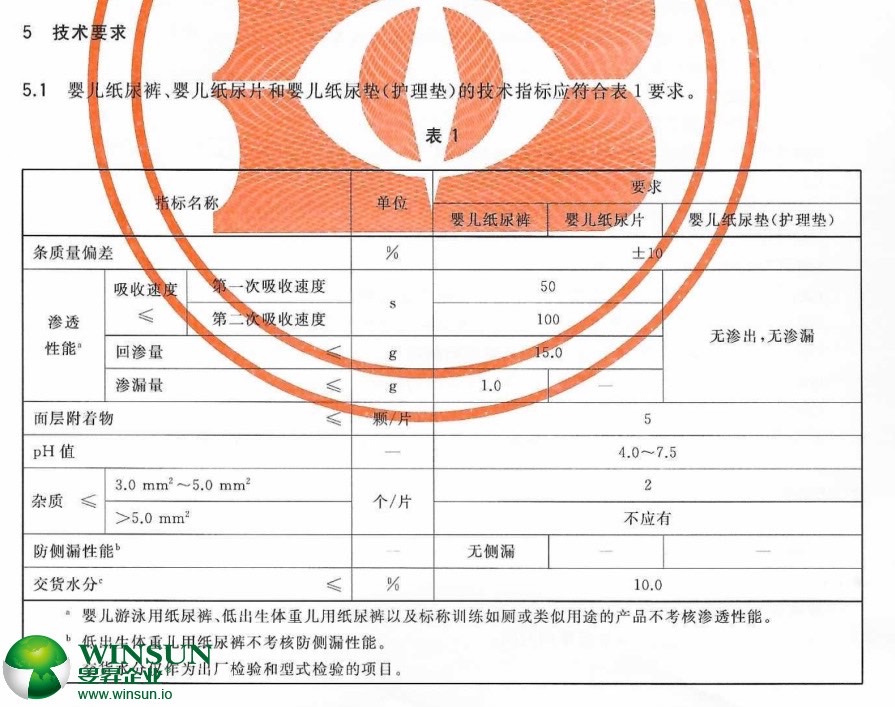 5 技术要求
5.1 婴儿纸尿裤、婴儿纸尿片和婴儿纸尿垫(护理垫)的技术指标应符合表1要求。
表 1
指标名称 单位 要求
婴儿纸尿裤 婴儿纸尿片 婴儿纸尿垫(护理垫)
条质量偏差 % ±10
渗透性能ᵃ 吸收速度 ≤ 第一次吸收速度 s 50 无渗出,无渗漏
第二次吸收速度 100
回渗量 ≤ g 15.0
渗漏量 ≤ g 1.0 —
面层附着物 ≤ 颗/片 5
pH值 — 4.0~7.5
杂质 ≤ 3.0 mm²~5.0 mm² 个/片 2
>5.0 mm² 不应有
防侧漏性能ᵇ — 无侧漏 — —
交货水分ᶜ ≤ % 10.0
ᵃ 婴儿游泳用纸尿裤、低出生体重儿用纸尿裤以及标称训练如厕或类似用途的产品不考核渗透性能。
ᵇ 低出生体重儿用纸尿裤不考核防侧漏性能。
交货水分仅作为出厂检验和型式检验的项目。
WINSUN
企业
www.winsun.io